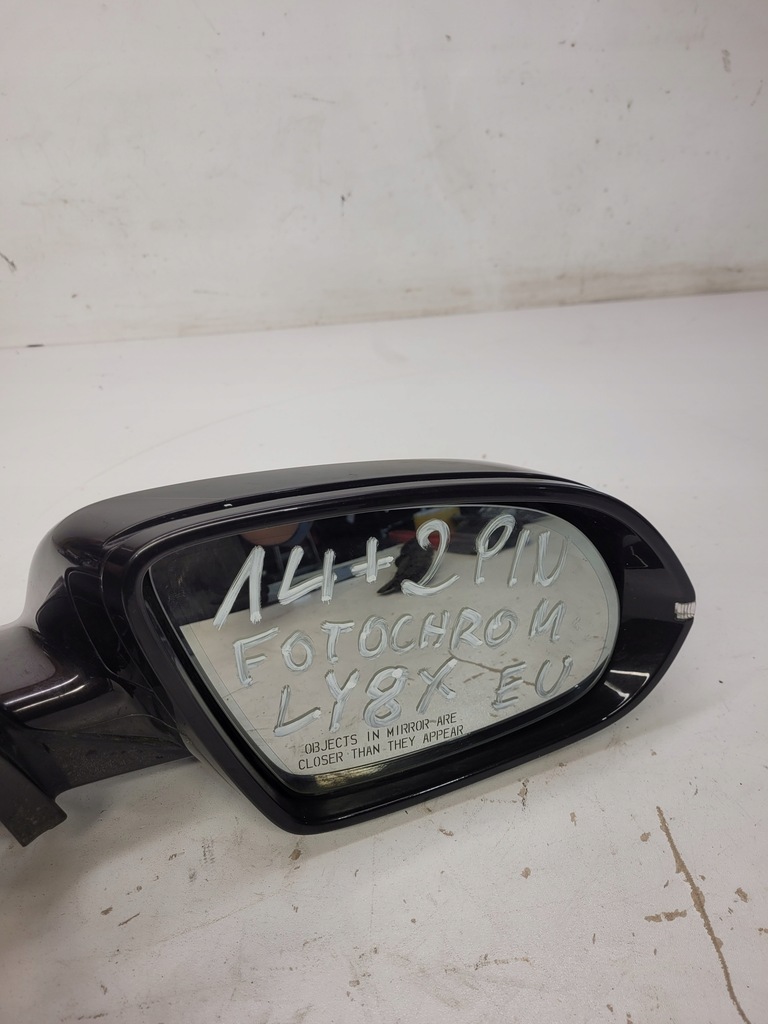 14+2 PIN
FOTOCHROM
LY8X EU
OBJECTS IN MIRROR ARE
CLOSER THAN THEY APPEAR